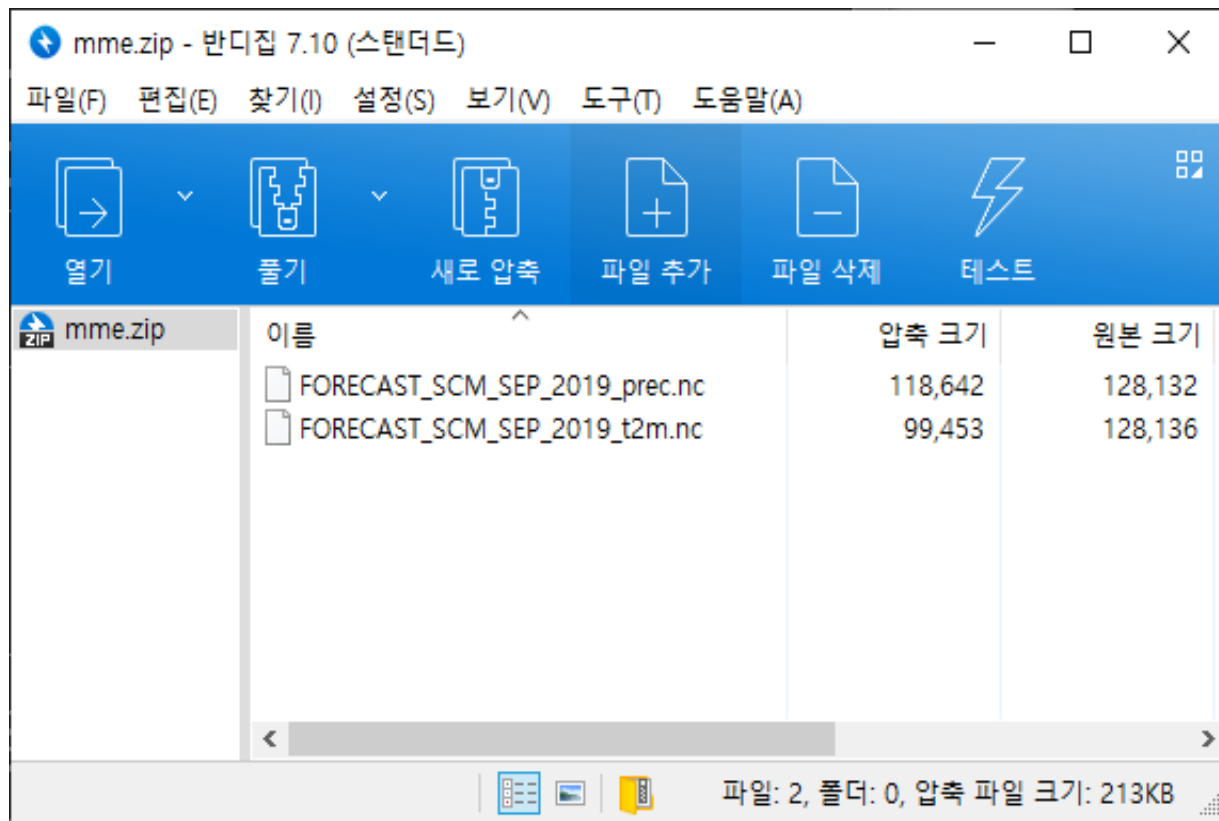 mme.zip - 반디집 7.10 (스탠더드)
파일(F) 편집(E) 찾기(I) 설정(S) 보기(V) 도구(T) 도움말(A)
열기 풀기 새로 압축 파일 추가 파일 삭제 테스트
ZIP mme.zip 이름 압축 크기 원본 크기
FORECAST_SCM_SEP_2019_prec.nc 118,642 128,132
FORECAST_SCM_SEP_2019_t2m.nc 99,453 128,136
파일: 2, 폴더: 0, 압축 파일 크기: 213KB